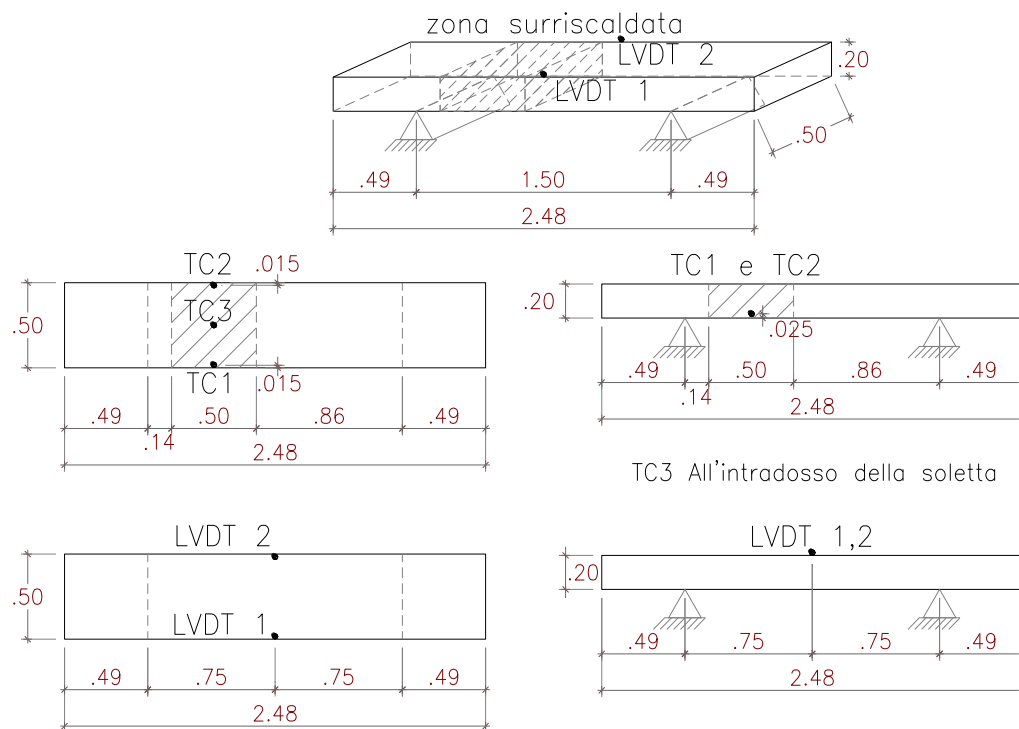 zona surriscaldata
LVDT 2
.20
LVDT 1
.50
.49 1.50 .49
2.48
TC2 .015
TC3
.50
TC1 .015
.49 .14 .50 .86 .49
2.48
TC1 e TC2
.20
.025
.49 .14 .50 .86 .49
2.48
TC3 All'intradosso della soletta
LVDT 2
.50
LVDT 1
.49 .75 .75 .49
2.48
LVDT 1,2
.20
.49 .75 .75 .49
2.48